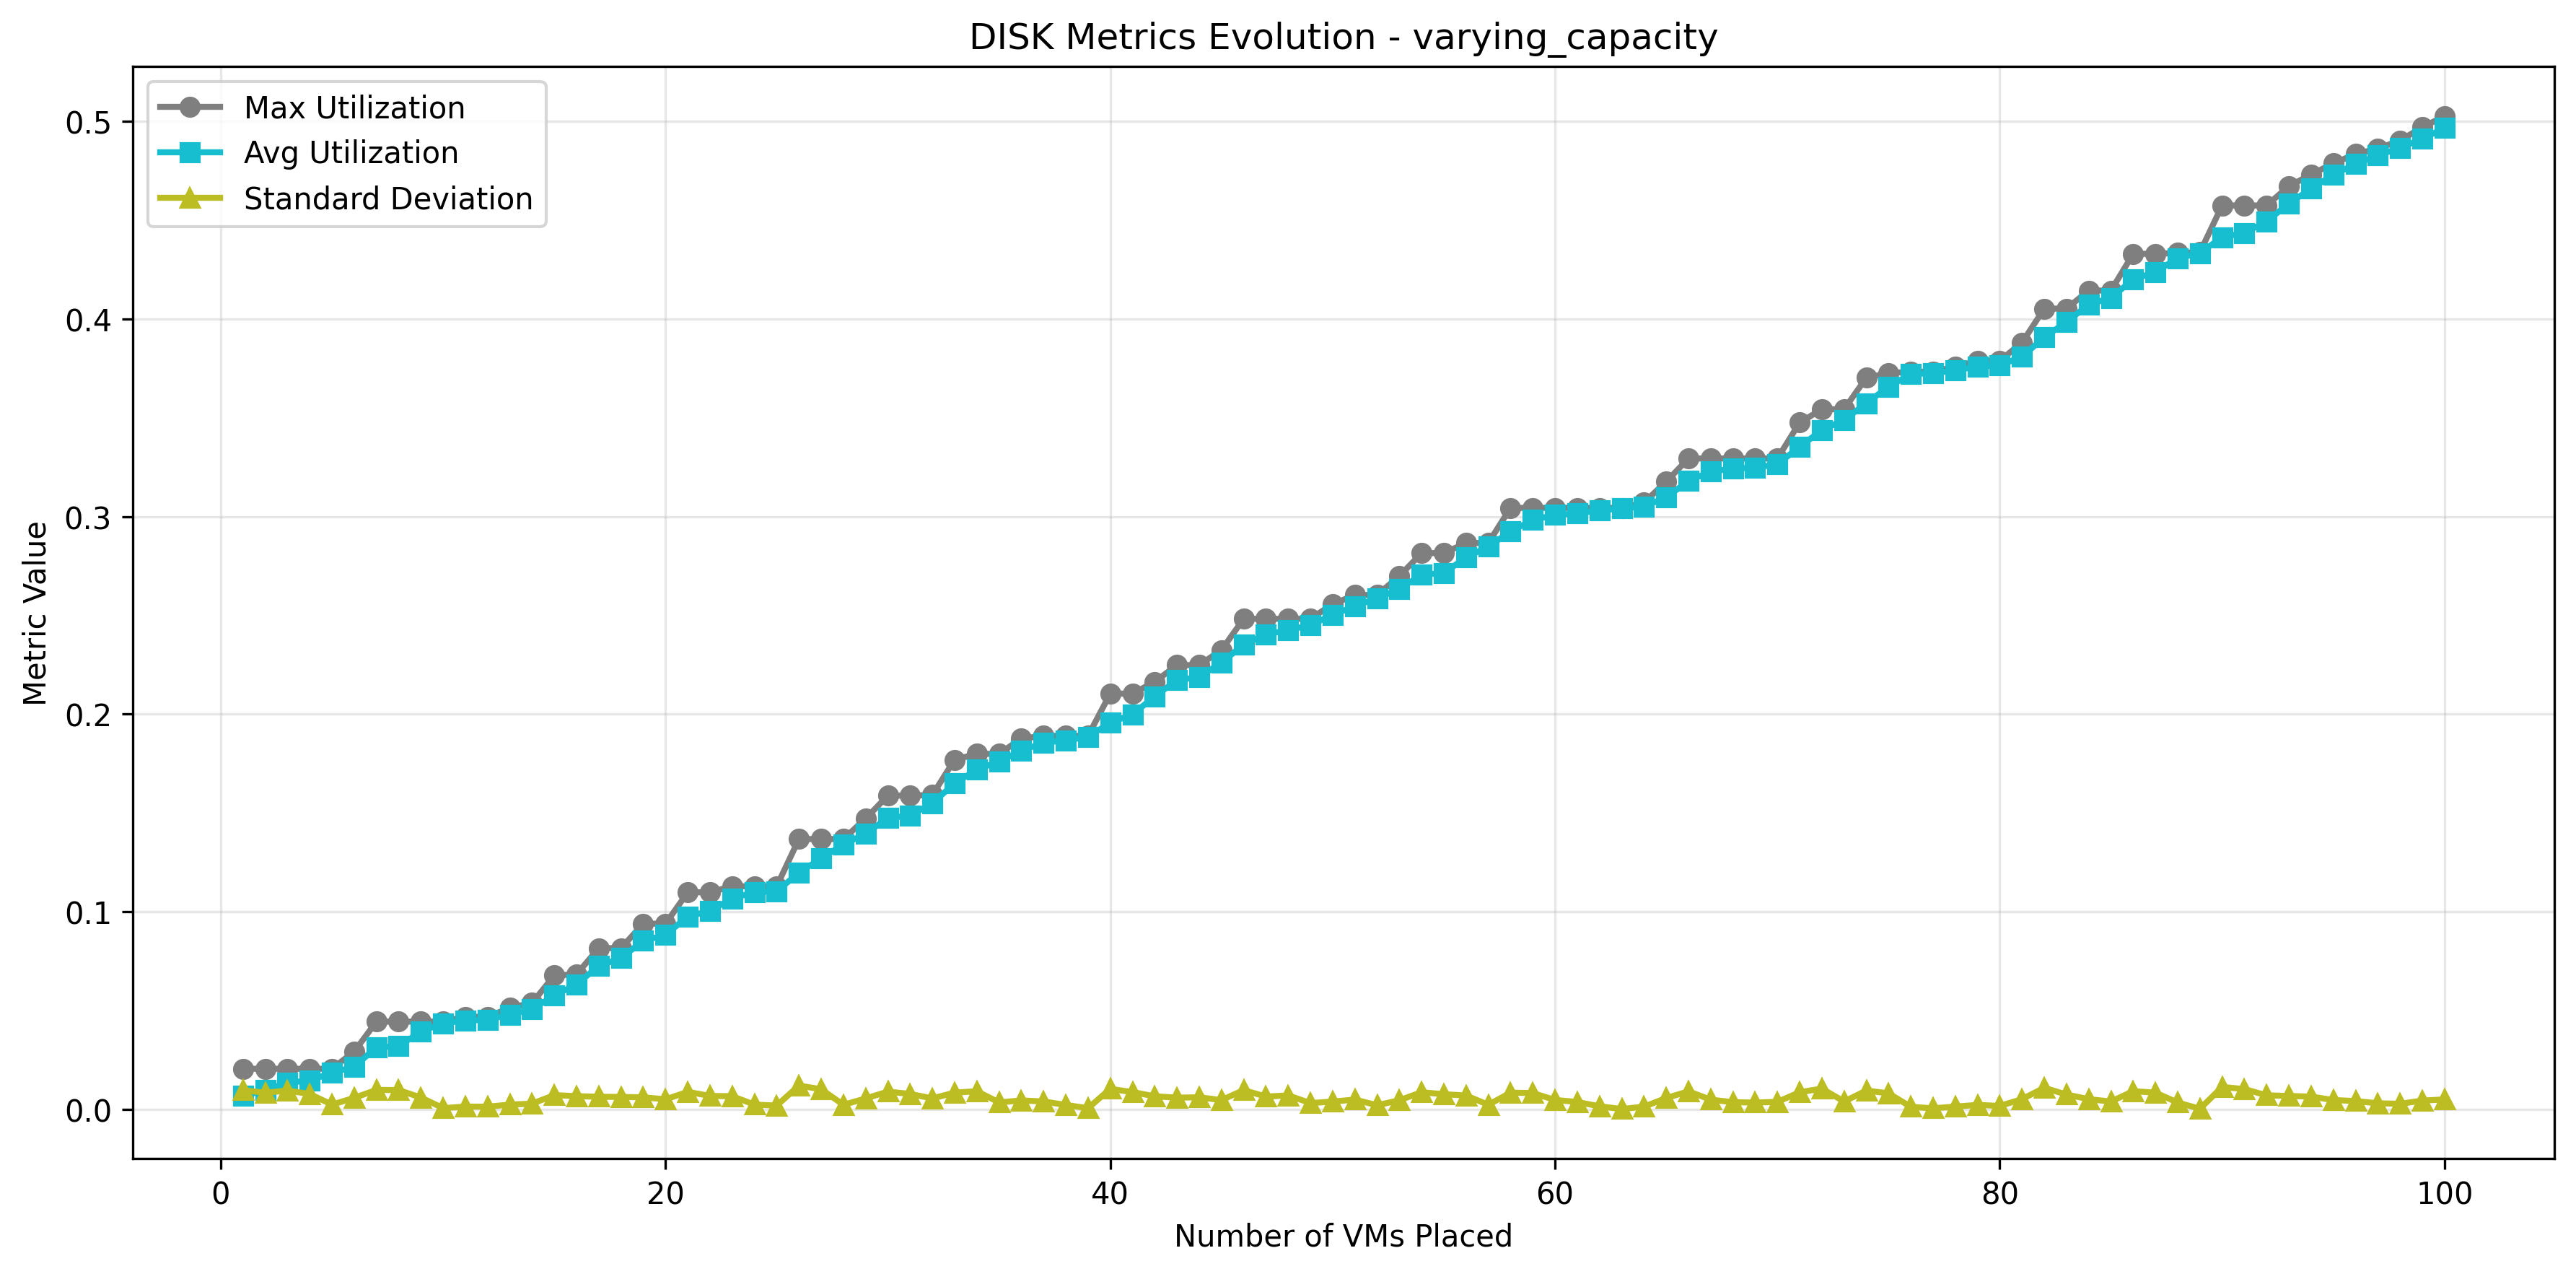 DISK Metrics Evolution - varying_capacity
Max Utilization
Avg Utilization
Standard Deviation
Metric Value
0.5
0.4
0.3
0.2
0.1
0.0
0 20 40 60 80 100
Number of VMs Placed